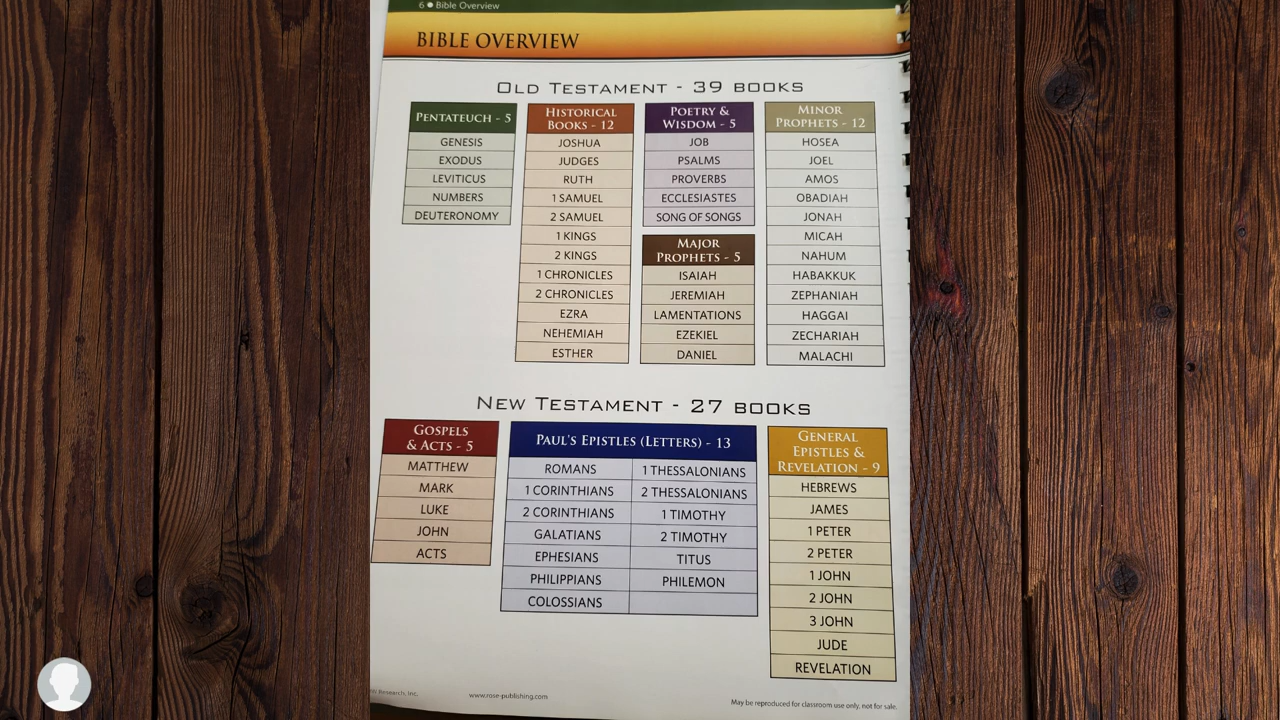 6 ● Bible Overview
BIBLE OVERVIEW
OLD TESTAMENT - 39 BOOKS
PENTATEUCH - 5
GENESIS
EXODUS
LEVITICUS
NUMBERS
DEUTERONOMY
HISTORICAL
BOOKS - 12
JOSHUA
JUDGES
RUTH
1 SAMUEL
2 SAMUEL
1 KINGS
2 KINGS
1 CHRONICLES
2 CHRONICLES
EZRA
NEHEMIAH
ESTHER
POETRY &
WISDOM - 5
JOB
PSALMS
PROVERBS
ECCLESIASTES
SONG OF SONGS
MAJOR
PROPHETS - 5
ISAIAH
JEREMIAH
LAMENTATIONS
EZEKIEL
DANIEL
MINOR
PROPHETS - 12
HOSEA
JOEL
AMOS
OBADIAH
JONAH
MICAH
NAHUM
HABAKKUK
ZEPHANIAH
HAGGAI
ZECHARIAH
MALACHI
NEW TESTAMENT - 27 BOOKS
GOSPELS
& ACTS - 5
MATTHEW
MARK
LUKE
JOHN
ACTS
PAUL'S EPISTLES (LETTERS) - 13
ROMANS
1 CORINTHIANS
2 CORINTHIANS
GALATIANS
EPHESIANS
PHILIPPIANS
COLOSSIANS
1 THESSALONIANS
2 THESSALONIANS
1 TIMOTHY
2 TIMOTHY
TITUS
PHILEMON
GENERAL
EPISTLES &
REVELATION - 9
HEBREWS
JAMES
1 PETER
2 PETER
1 JOHN
2 JOHN
3 JOHN
JUDE
REVELATION
Research, Inc.
www.rose-publishing.com
May be reproduced for classroom use only, not for sale.